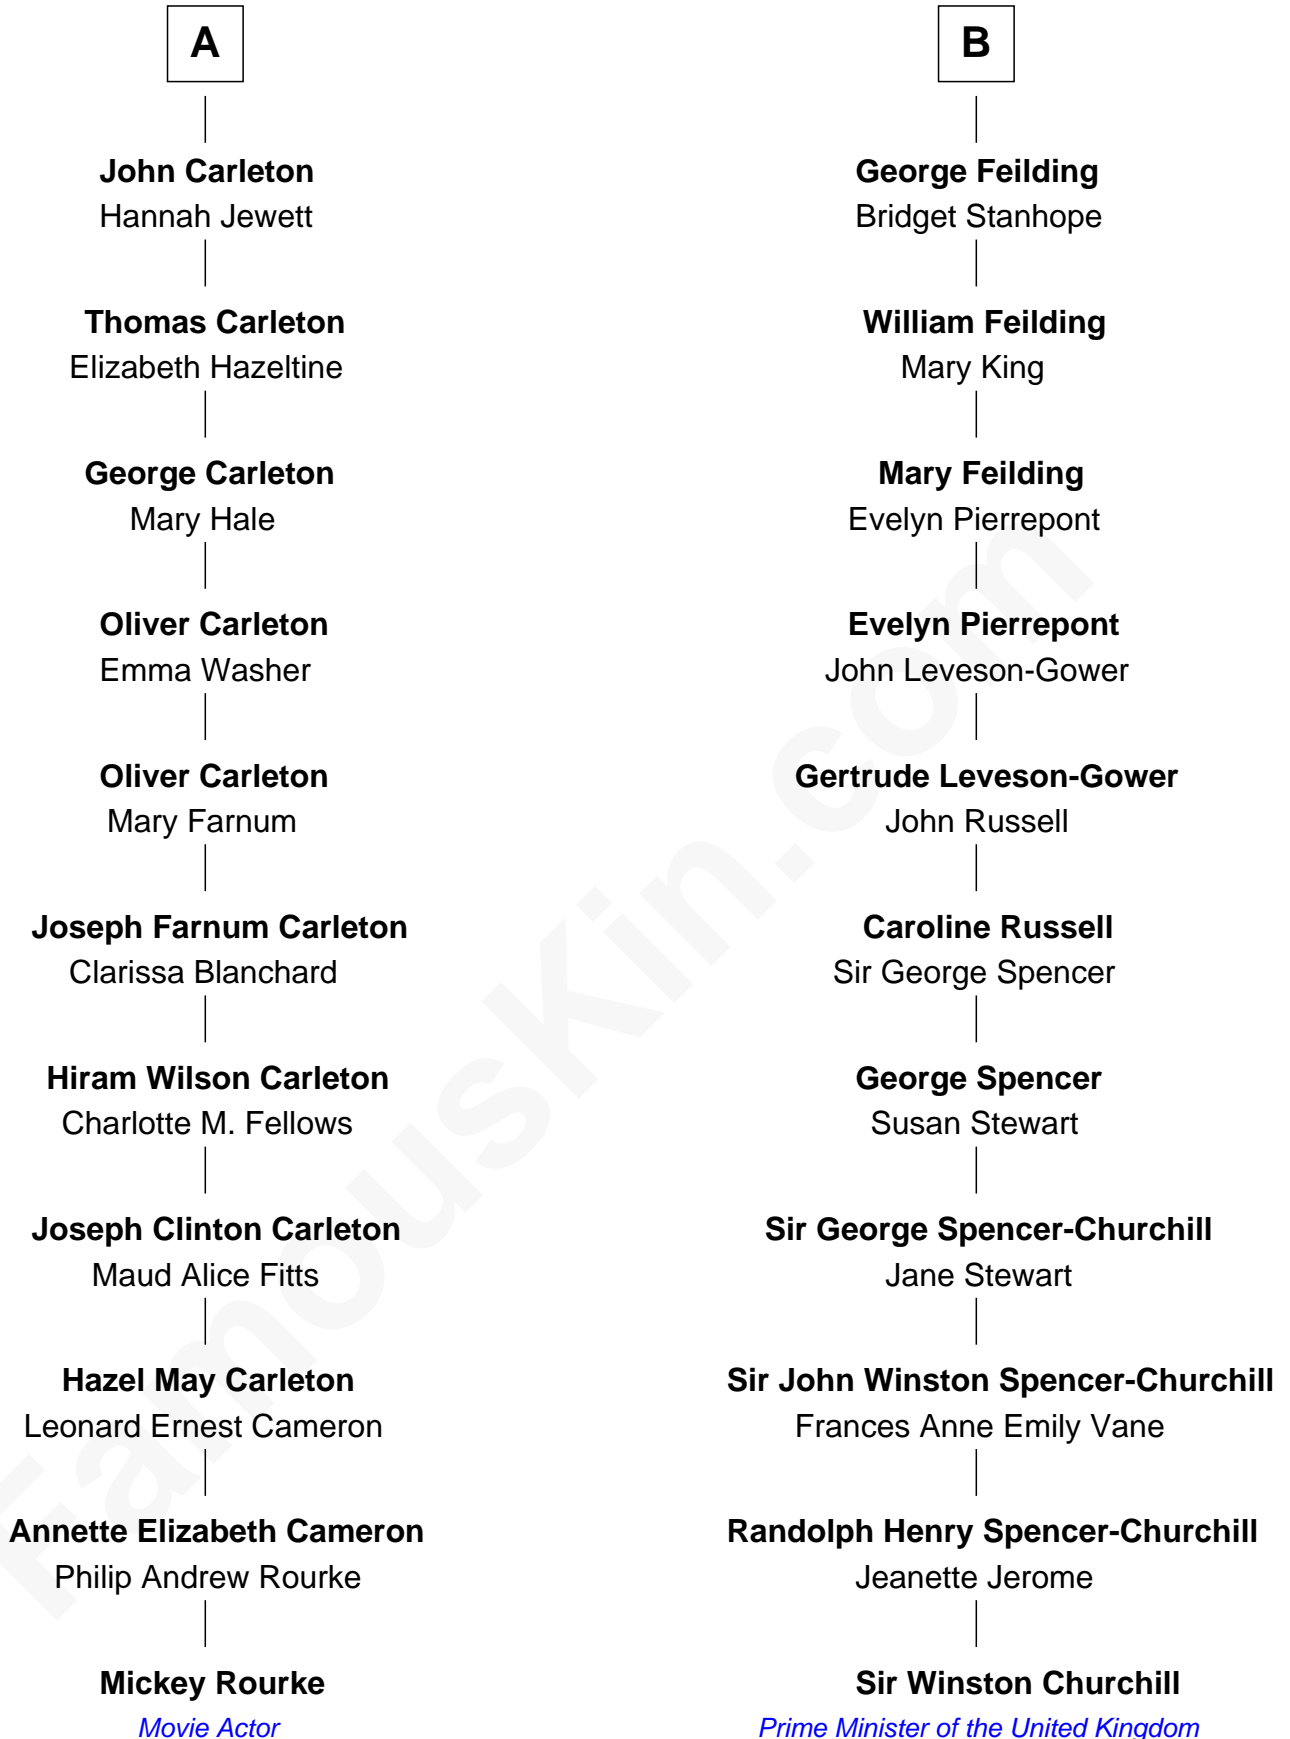 A
John Carleton
Hannah Jewett
Thomas Carleton
Elizabeth Hazeltine
George Carleton
Mary Hale
Oliver Carleton
Emma Washer
Oliver Carleton
Mary Farnum
Joseph Farnum Carleton
Clarissa Blanchard
Hiram Wilson Carleton
Charlotte M. Fellows
Joseph Clinton Carleton
Maud Alice Fitts
Hazel May Carleton
Leonard Ernest Cameron
Annette Elizabeth Cameron
Philip Andrew Rourke
Mickey Rourke
Movie Actor
B
George Feilding
Bridget Stanhope
William Feilding
Mary King
Mary Feilding
Evelyn Pierrepont
Evelyn Pierrepont
John Leveson-Gower
Gertrude Leveson-Gower
John Russell
Caroline Russell
Sir George Spencer
George Spencer
Susan Stewart
Sir George Spencer-Churchill
Jane Stewart
Sir John Winston Spencer-Churchill
Frances Anne Emily Vane
Randolph Henry Spencer-Churchill
Jeanette Jerome
Sir Winston Churchill
Prime Minister of the United Kingdom
FamousKin.com